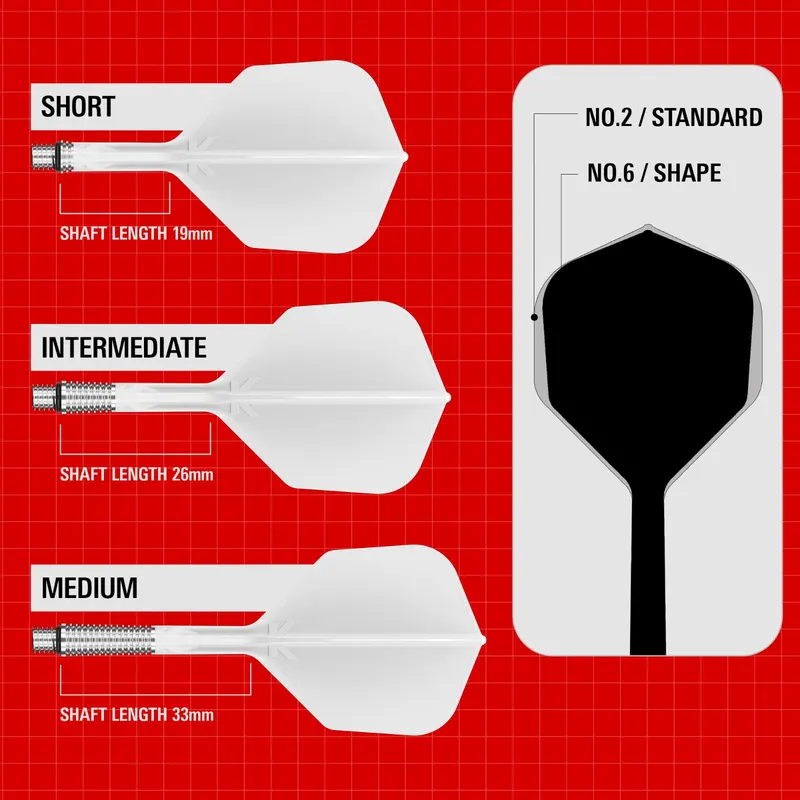 SHORT
SHAFT LENGTH 19mm
INTERMEDIATE
SHAFT LENGTH 26mm
MEDIUM
SHAFT LENGTH 33mm
NO.2 / STANDARD
NO.6 / SHAPE